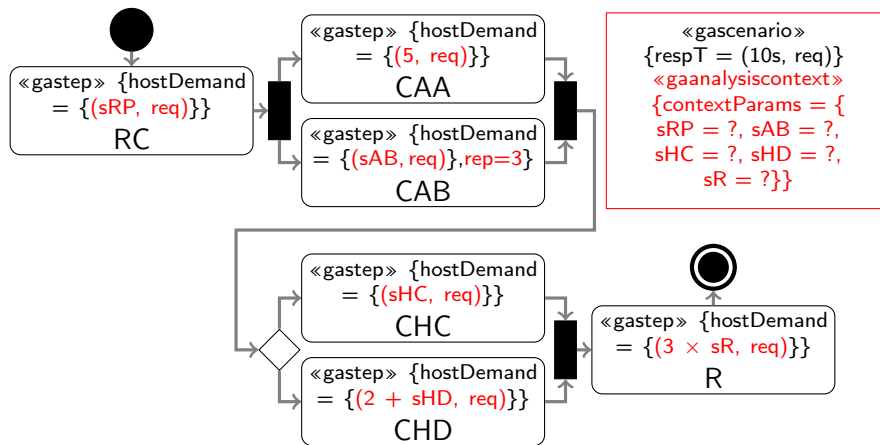 «gastep» {hostDemand
= {(sRP, req)}}
RC
«gastep» {hostDemand
= {(5, req)}}
CAA
«gastep» {hostDemand
= {(sAB, req)},rep=3}
CAB
«gascenario»
{respT = (10s, req)}
«gaanalysiscontext»
{contextParams = {
sRP = ?, sAB = ?,
sHC = ?, sHD = ?,
sR = ?}}
«gastep» {hostDemand
= {(sHC, req)}}
CHC
«gastep» {hostDemand
= {(2 + sHD, req)}}
CHD
«gastep» {hostDemand
= {(3 × sR, req)}}
R